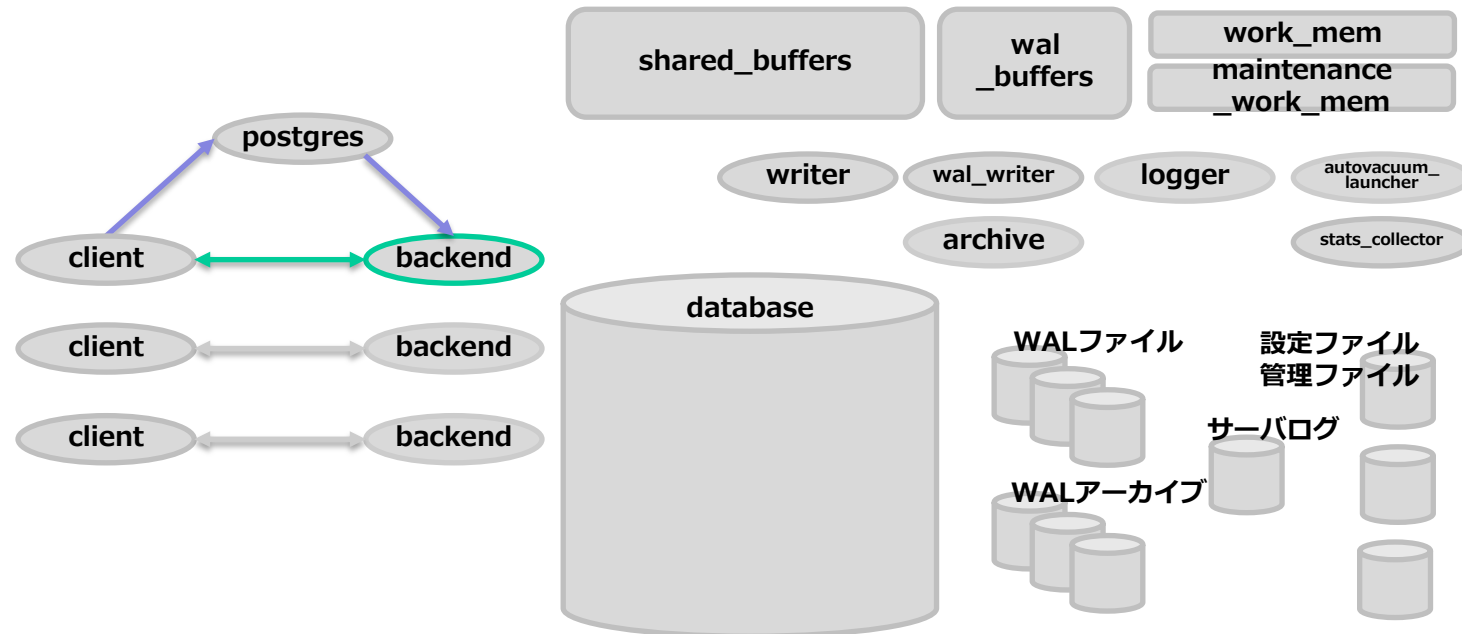 shared_buffers
wal
_buffers
work_mem
maintenance
_work_mem
postgres
writer
wal_writer
logger
autovacuum_
launcher
client
backend
archive
stats_collector
database
client
backend
WALファイル
設定ファイル
管理ファイル
client
backend
サーバログ
WALアーカイブ